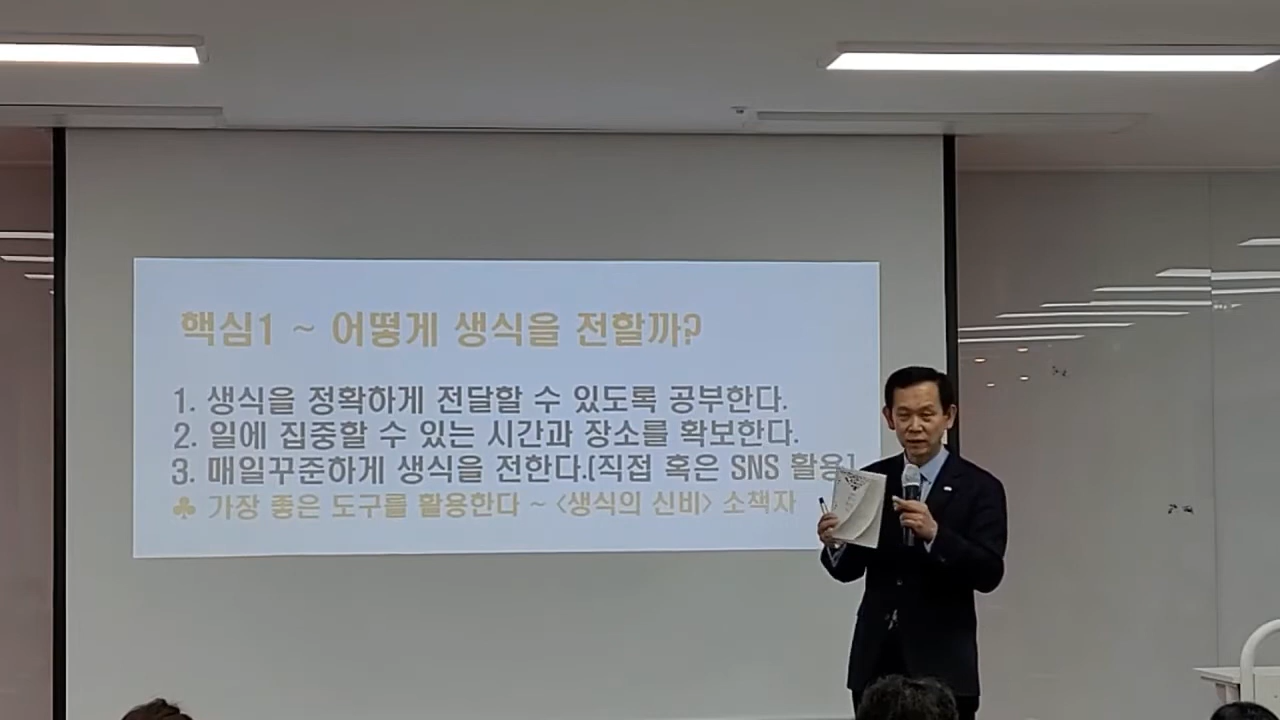 핵심1 ~ 어떻게 생식을 전할까?
1. 생식을 정확하게 전달할 수 있도록 공부한다.
2. 일에 집중할 수 있는 시간과 장소를 확보한다.
3. 매일꾸준하게 생식을 전한다.(직접 혹은 SNS 활용)
♣ 가장 좋은 도구를 활용한다 ~ <생식의 신비> 소책자